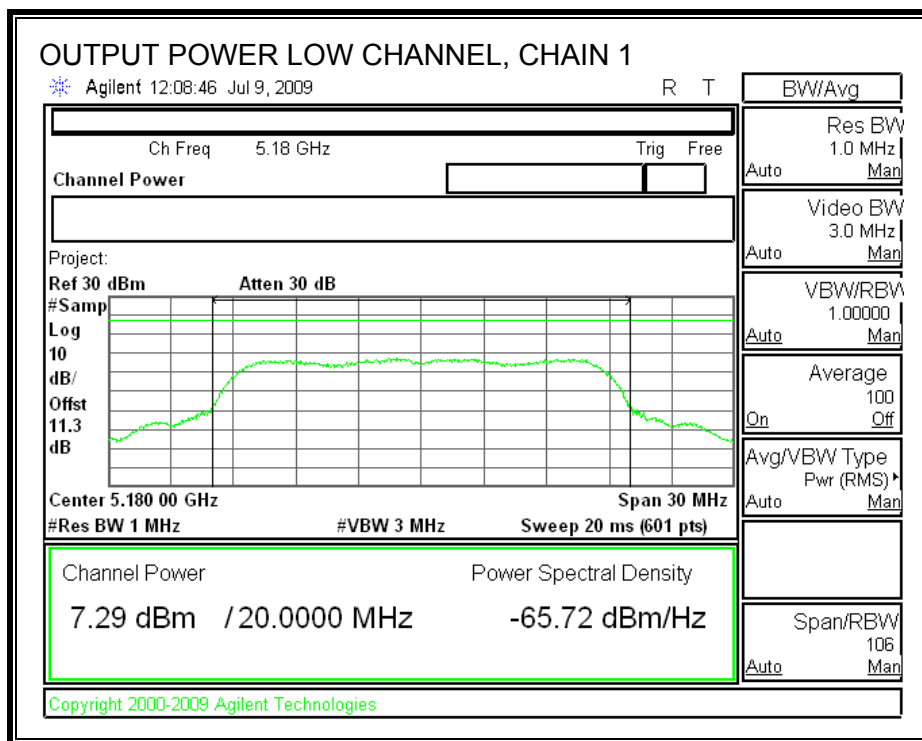 OUTPUT POWER LOW CHANNEL, CHAIN 1
Agilent 12:08:46 Jul 9, 2009 R T
Ch Freq 5.18 GHz Trig Free
Channel Power
Project:
Ref 30 dBm Atten 30 dB
#Samp
Log
10
dB/
Offst
11.3
dB
Center 5.180 00 GHz Span 30 MHz
#Res BW 1 MHz #VBW 3 MHz Sweep 20 ms (601 pts)
Channel Power Power Spectral Density
7.29 dBm / 20.0000 MHz -65.72 dBm/Hz
Copyright 2000-2009 Agilent Technologies
BW/Avg
Res BW
1.0 MHz
Auto Man
Video BW
3.0 MHz
Auto Man
VBW/RBW
1.00000
Auto Man
Average
100
On Off
Avg/VBW Type
Pwr (RMS)
Auto Man
Span/RBW
106
Auto Man